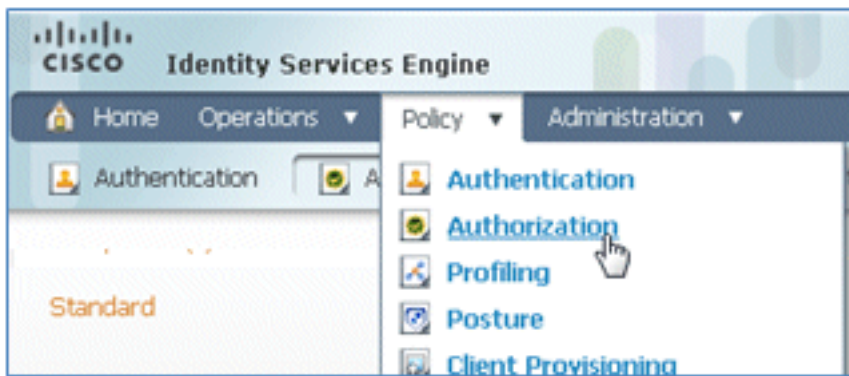 CISCO Identity Services Engine
Home Operations Policy Administration
Authentication A
Authentication
Authorization
Profiling
Standard
Posture
Client Provisioning